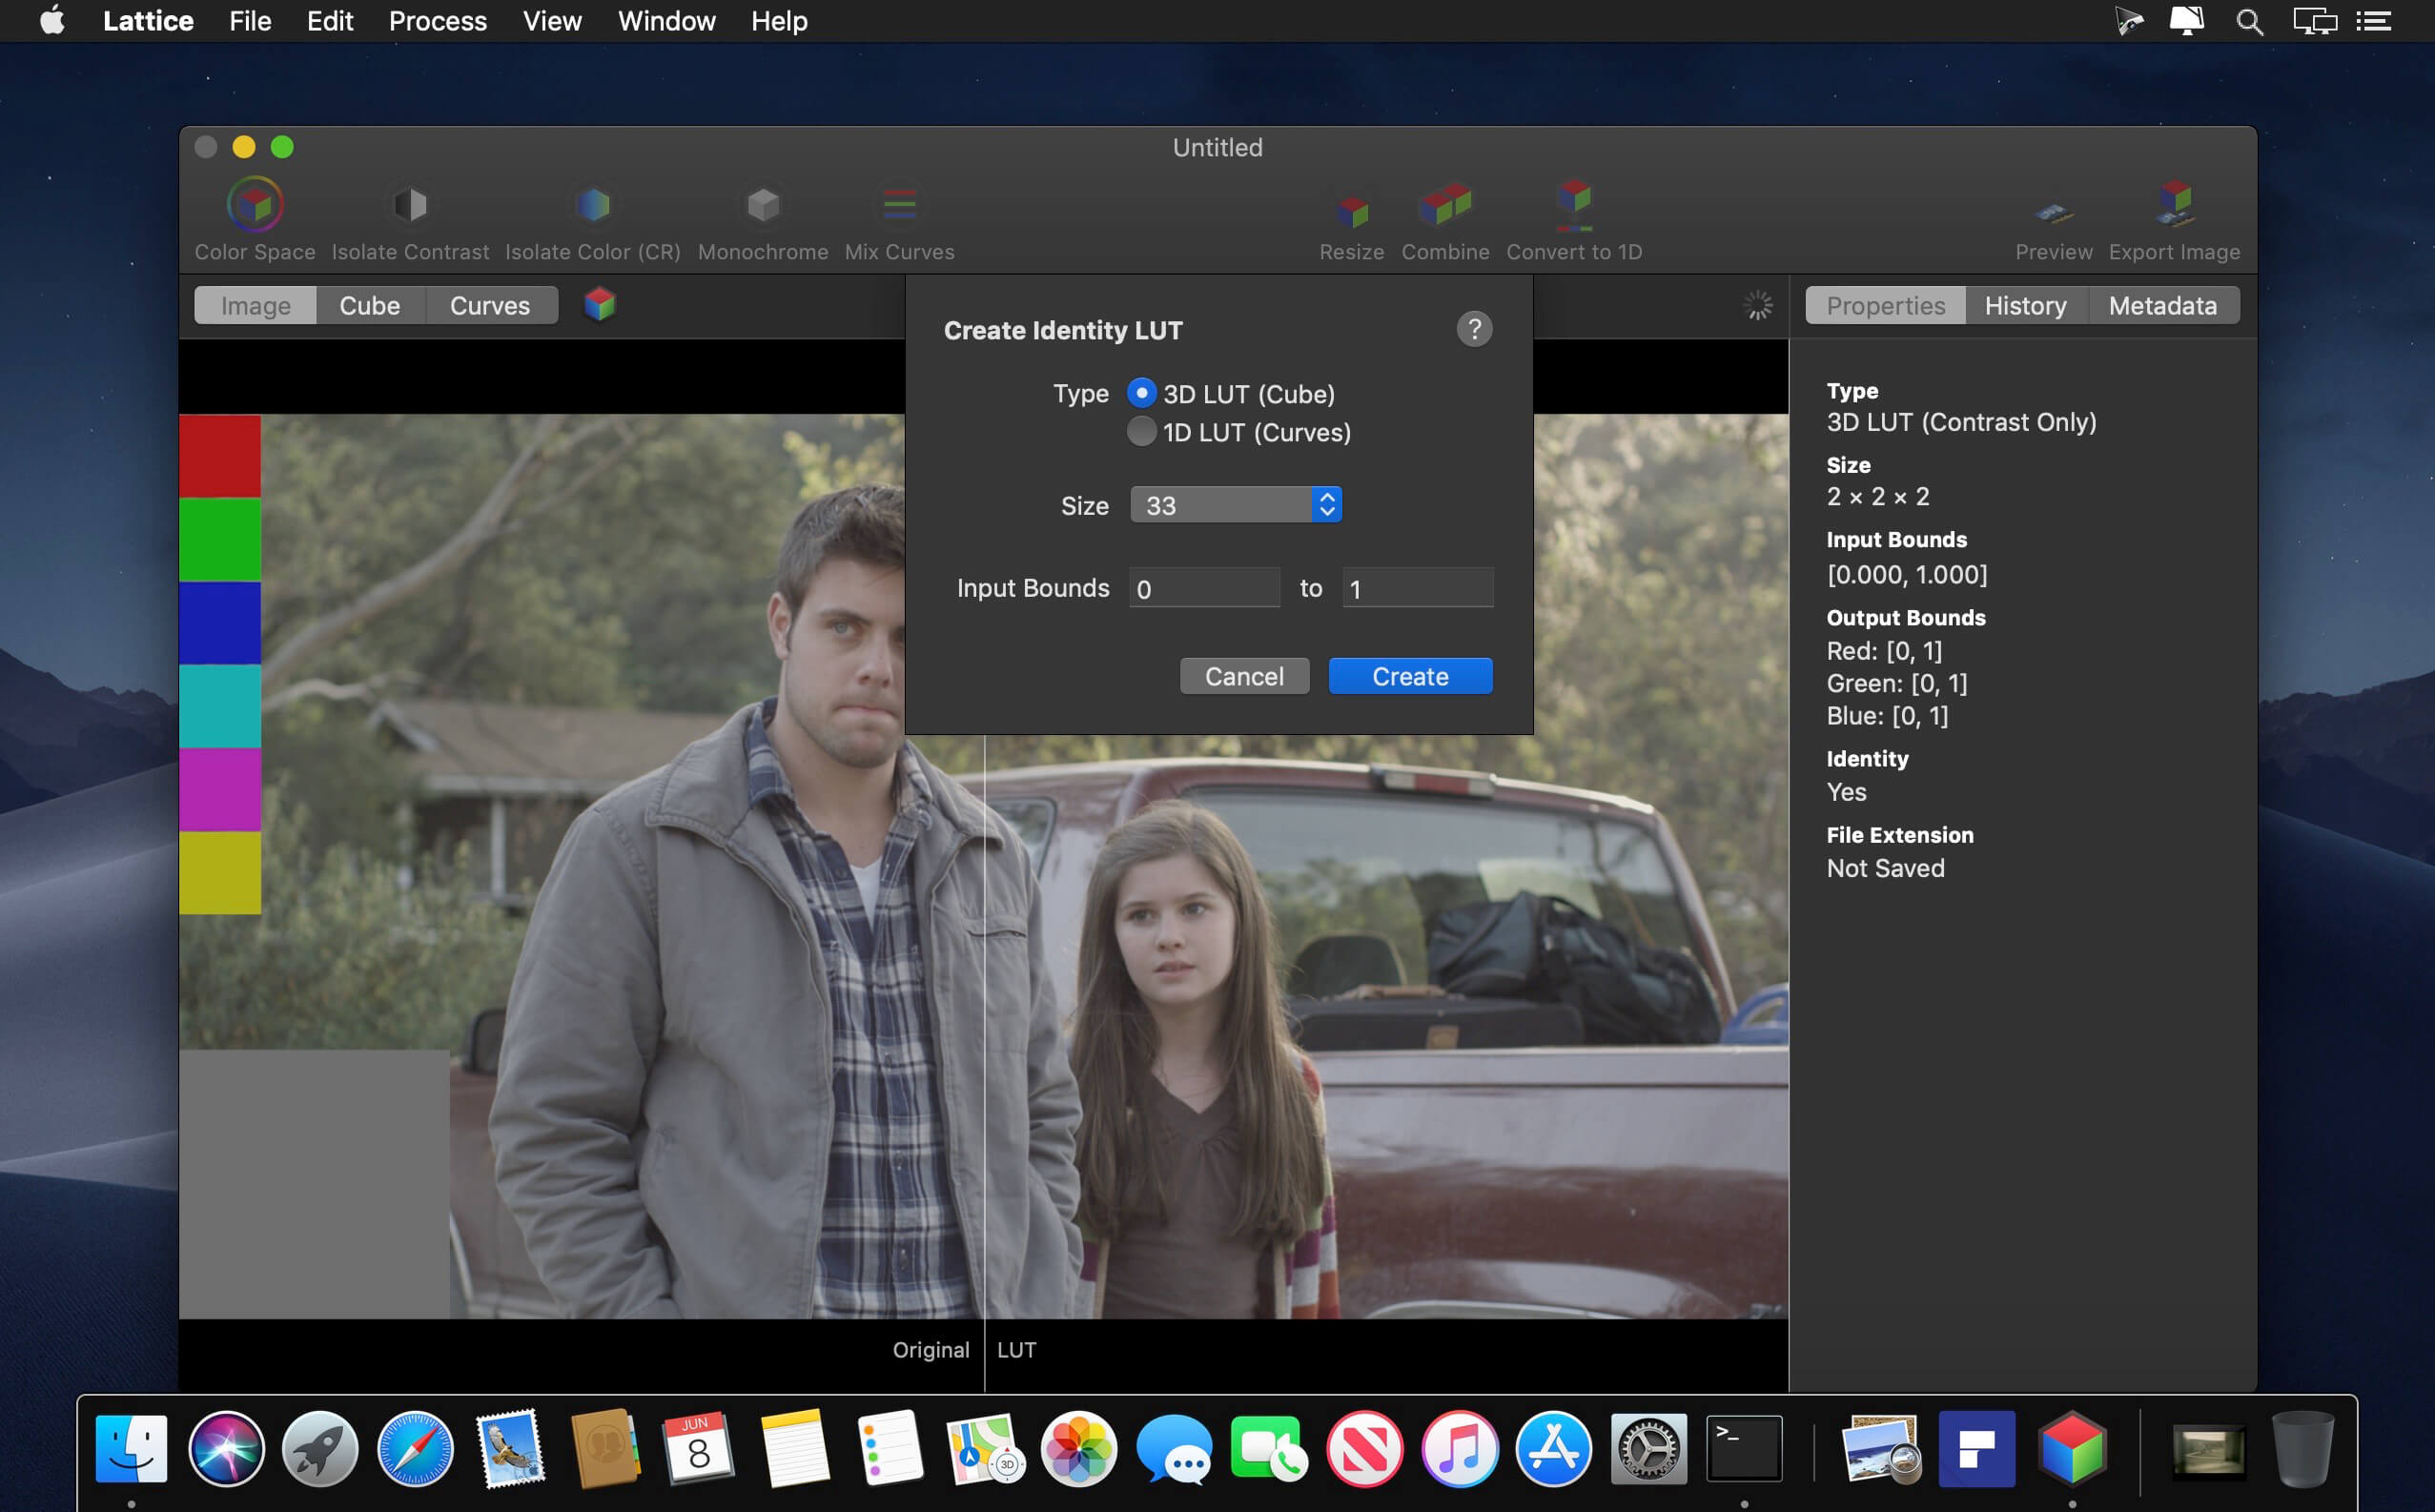 Lattice File Edit Process View Window Help
Untitled
Color Space Isolate Contrast Isolate Color (CR) Monochrome Mix Curves Resize Combine Convert to 1D Preview Export Image
Image Cube Curves Properties History Metadata
Create Identity LUT ?
Type 3D LUT (Cube)
1D LUT (Curves)
Size 33
Input Bounds 0 to 1
Cancel Create
Type
3D LUT (Contrast Only)
Size
2 × 2 × 2
Input Bounds
[0.000, 1.000]
Output Bounds
Red: [0, 1]
Green: [0, 1]
Blue: [0, 1]
Identity
Yes
File Extension
Not Saved
Original LUT
JUN
8
3D
>_